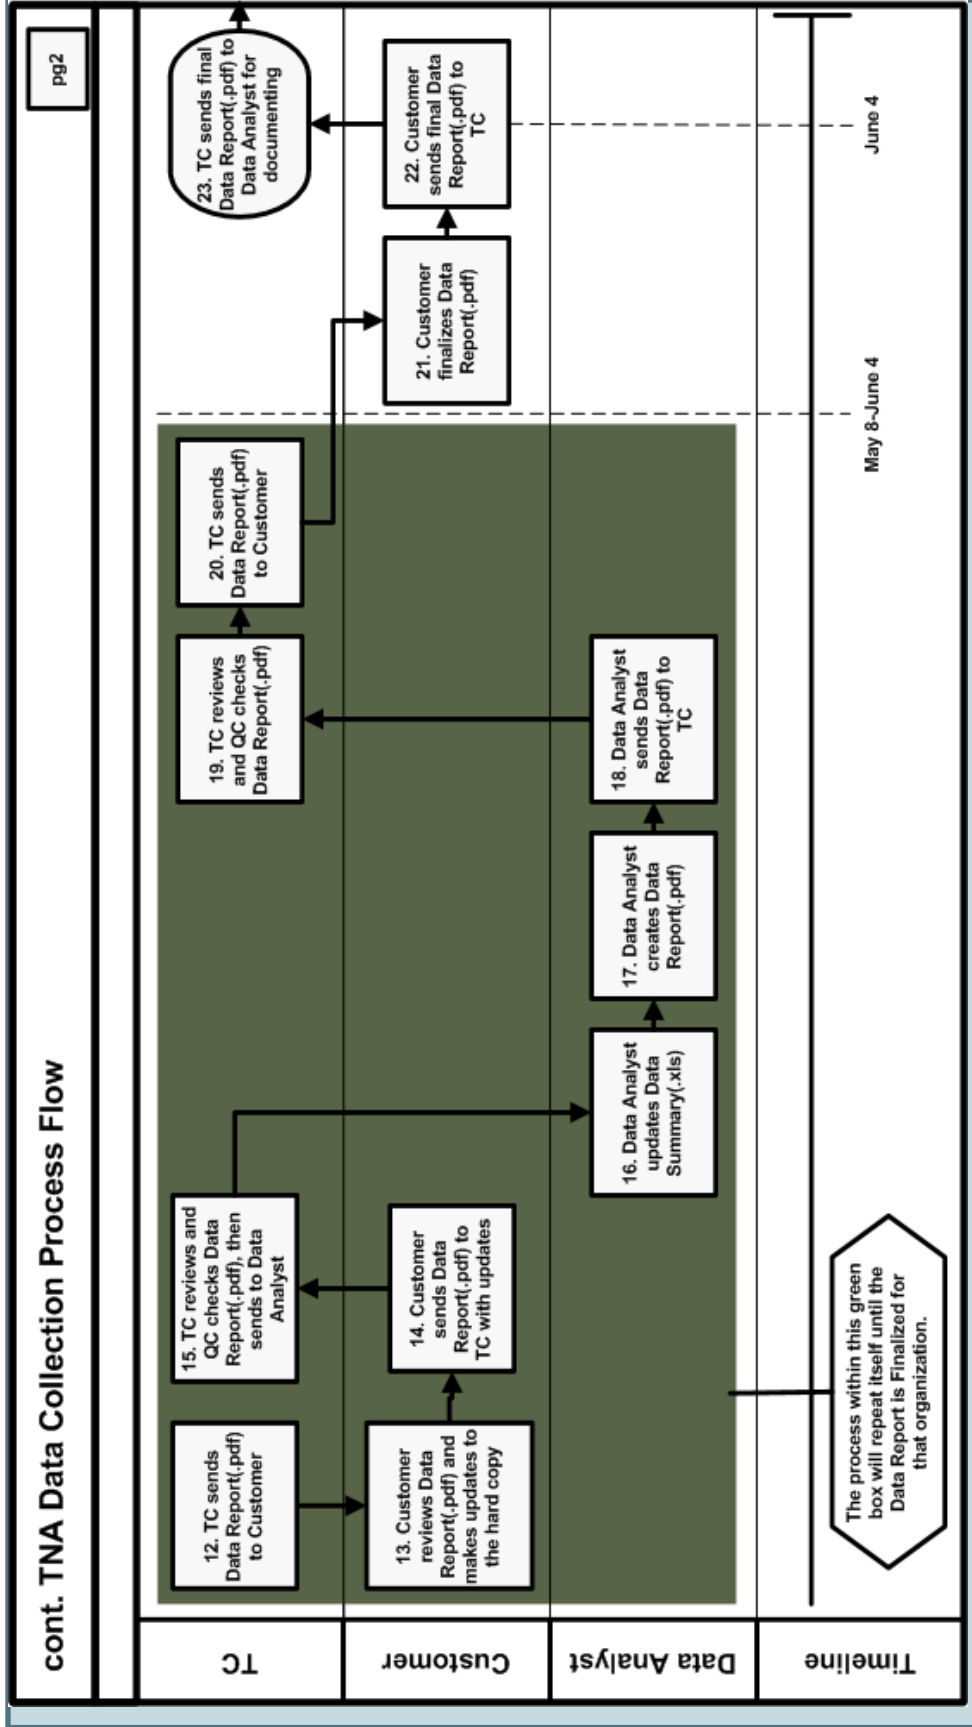 cont. TNA Data Collection Process Flow
pg2
TC
12. TC sends
Data Report(.pdf)
to Customer
15. TC reviews and
QC checks Data
Report(.pdf), then
sends to Data
Analyst
19. TC reviews
and QC checks
Data Report(.pdf)
20. TC sends
Data Report(.pdf)
to Customer
23. TC sends final
Data Report(.pdf) to
Data Analyst for
documenting
Customer
13. Customer
reviews Data
Report(.pdf) and
makes updates to
the hard copy
14. Customer
sends Data
Report(.pdf) to
TC with updates
21. Customer
finalizes Data
Report(.pdf)
22. Customer
sends final Data
Report(.pdf) to
TC
Data Analyst
16. Data Analyst
updates Data
Summary(.xls)
17. Data Analyst
creates Data
Report(.pdf)
18. Data Analyst
sends Data
Report(.pdf) to
TC
Timeline
The process within this green
box will repeat itself until the
Data Report is Finalized for
that organization.
May 8-June 4
June 4